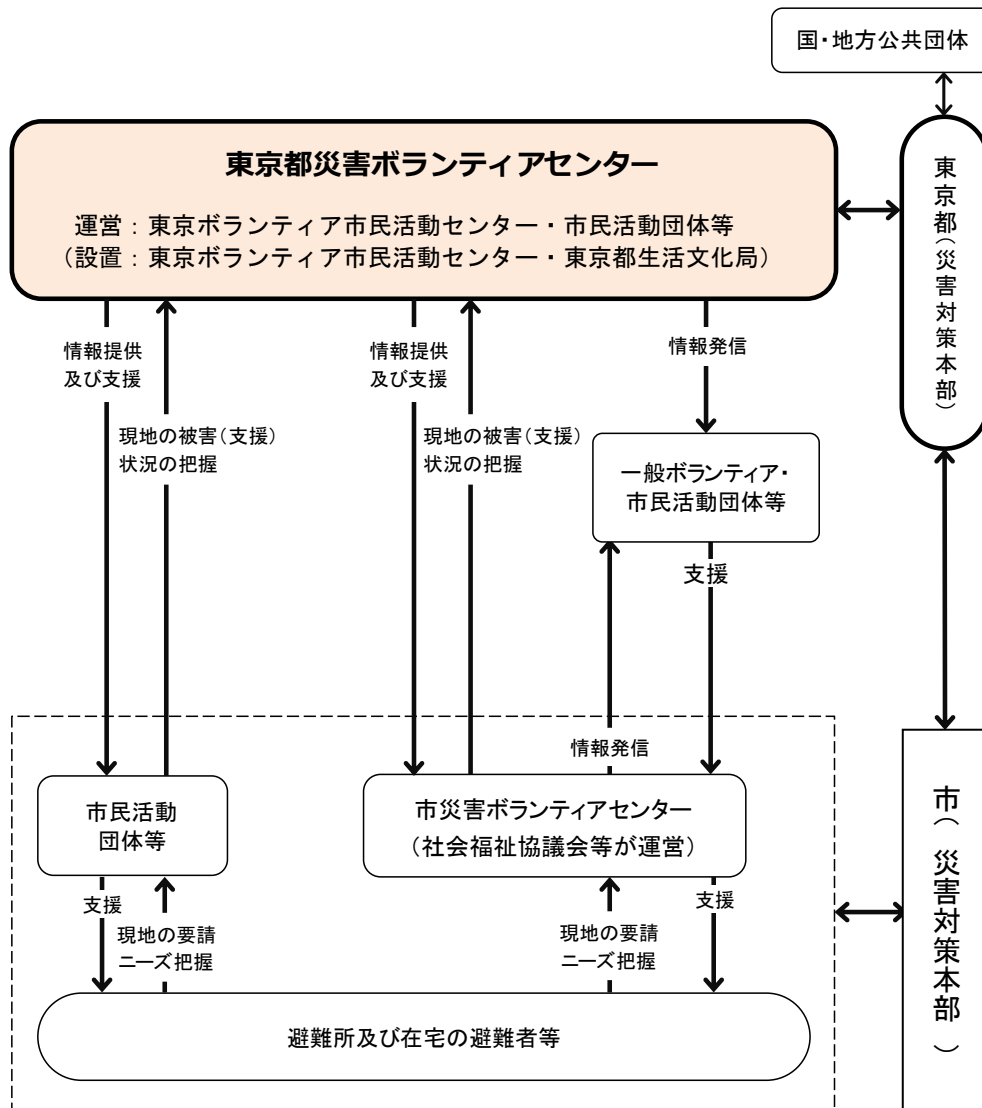 国・地方公共団体
東京都災害ボランティアセンター
運営：東京ボランティア市民活動センター・市民活動団体等
（設置：東京ボランティア市民活動センター・東京都生活文化局）
東京都（災害対策本部）
情報提供
及び支援
現地の被害（支援）
状況の把握
情報提供
及び支援
現地の被害（支援）
状況の把握
情報発信
一般ボランティア・
市民活動団体等
支援
情報発信
市民活動
団体等
市災害ボランティアセンター
（社会福祉協議会等が運営）
市（災害対策本部）
支援
現地の要請
ニーズ把握
現地の要請
ニーズ把握
支援
避難所及び在宅の避難者等